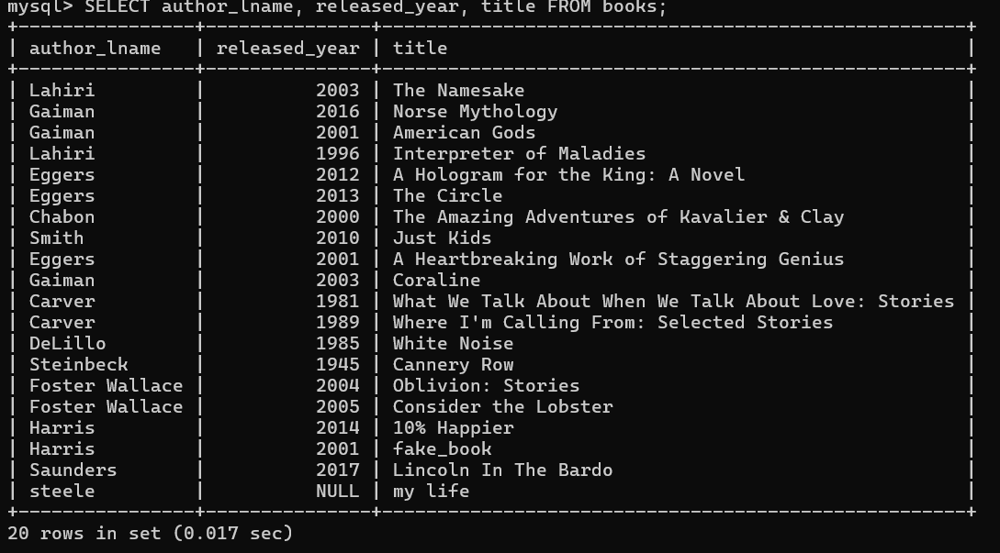 mysql> SELECT author_lname, released_year, title FROM books;
+----------------+---------------+-----------------------------------------------------+
| author_lname   | released_year | title                                               |
+----------------+---------------+-----------------------------------------------------+
| Lahiri         |          2003 | The Namesake                                        |
| Gaiman         |          2016 | Norse Mythology                                     |
| Gaiman         |          2001 | American Gods                                       |
| Lahiri         |          1996 | Interpreter of Maladies                             |
| Eggers         |          2012 | A Hologram for the King: A Novel                    |
| Eggers         |          2013 | The Circle                                          |
| Chabon         |          2000 | The Amazing Adventures of Kavalier & Clay           |
| Smith          |          2010 | Just Kids                                           |
| Eggers         |          2001 | A Heartbreaking Work of Staggering Genius           |
| Gaiman         |          2003 | Coraline                                            |
| Carver         |          1981 | What We Talk About When We Talk About Love: Stories |
| Carver         |          1989 | Where I'm Calling From: Selected Stories            |
| DeLillo        |          1985 | White Noise                                         |
| Steinbeck      |          1945 | Cannery Row                                         |
| Foster Wallace |          2004 | Oblivion: Stories                                   |
| Foster Wallace |          2005 | Consider the Lobster                                |
| Harris         |          2014 | 10% Happier                                         |
| Harris         |          2001 | fake_book                                           |
| Saunders       |          2017 | Lincoln In The Bardo                                |
| steele         |          NULL | my life                                             |
+----------------+---------------+-----------------------------------------------------+
20 rows in set (0.017 sec)